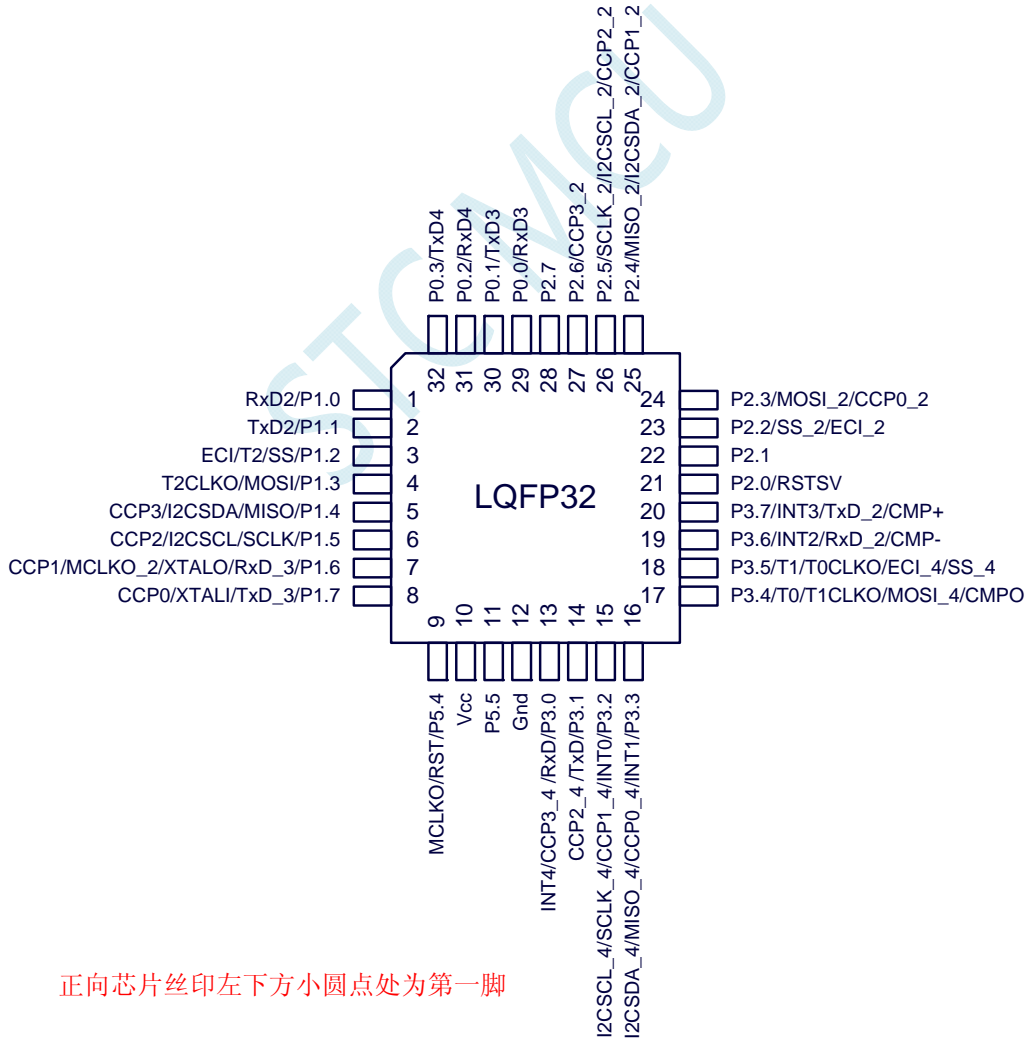 STCMCU
P0.3/TxD4
P0.2/RxD4
P0.1/TxD3
P0.0/RxD3
P2.7
P2.6/CCP3_2
P2.5/SCLK_2/I2CSCL_2/CCP2_2
P2.4/MISO_2/I2CSDA_2/CCP1_2
32
31
30
29
28
27
26
25
RxD2/P1.0
1
TxD2/P1.1
2
ECI/T2/SS/P1.2
3
T2CLKO/MOSI/P1.3
4
CCP3/I2CSDA/MISO/P1.4
5
CCP2/I2CSCL/SCLK/P1.5
6
CCP1/MCLKO_2/XTALO/RxD_3/P1.6
7
CCP0/XTALI/TxD_3/P1.7
8
LQFP32
24
P2.3/MOSI_2/CCP0_2
23
P2.2/SS_2/ECI_2
22
P2.1
21
P2.0/RSTSV
20
P3.7/INT3/TxD_2/CMP+
19
P3.6/INT2/RxD_2/CMP-
18
P3.5/T1/T0CLKO/ECI_4/SS_4
17
P3.4/T0/T1CLKO/MOSI_4/CMPO
9
10
11
12
13
14
15
16
MCLKO/RST/P5.4
Vcc
P5.5
Gnd
INT4/CCP3_4 /RxD/P3.0
CCP2_4 /TxD/P3.1
I2CSCL_4/SCLK_4/CCP1_4/INT0/P3.2
I2CSDA_4/MISO_4/CCP0_4/INT1/P3.3
正向芯片丝印左下方小圆点处为第一脚